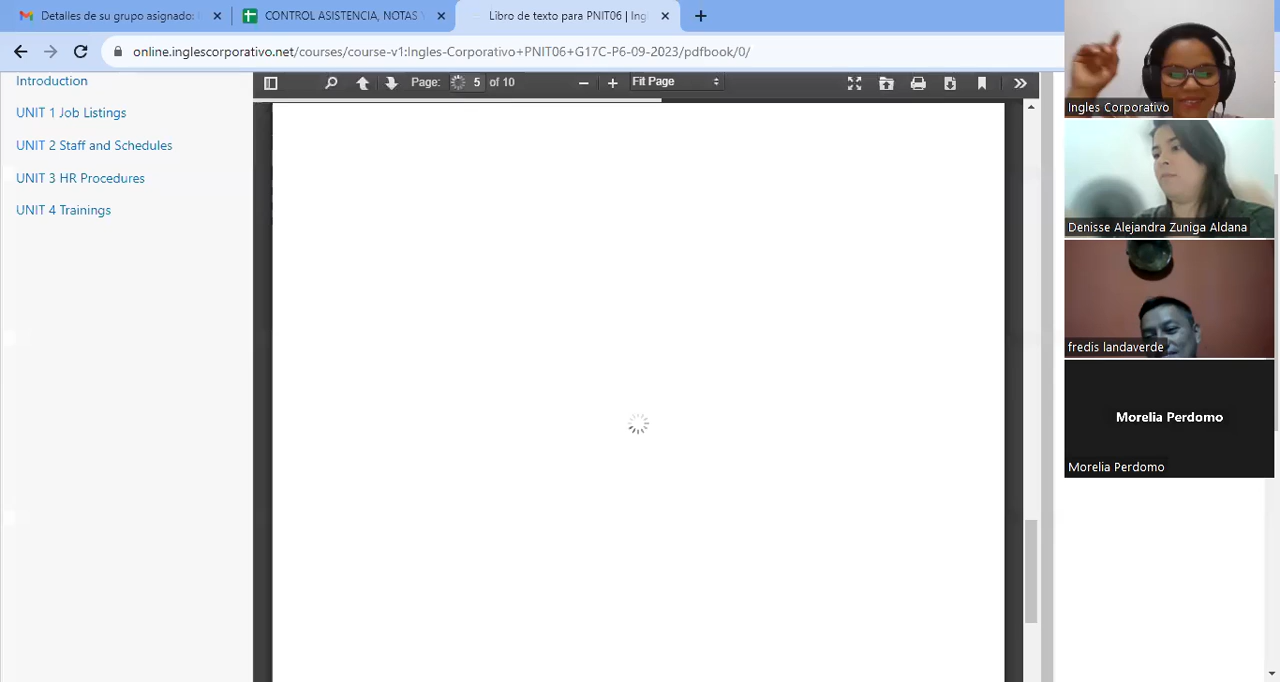 Detalles de su grupo asignado:
CONTROL ASISTENCIA, NOTAS
Libro de texto para PNIT06 | Ing
online.inglescorporativo.net/courses/course-v1:Ingles-Corporativo+PNIT06+G17C-P6-09-2023/pdfbook/0/
Introduction
UNIT 1 Job Listings
UNIT 2 Staff and Schedules
UNIT 3 HR Procedures
UNIT 4 Trainings
Page: 5 of 10
Fit Page
Ingles Corporativo
Denisse Alejandra Zuniga Aldana
fredis landaverde
Morelia Perdomo
Morelia Perdomo